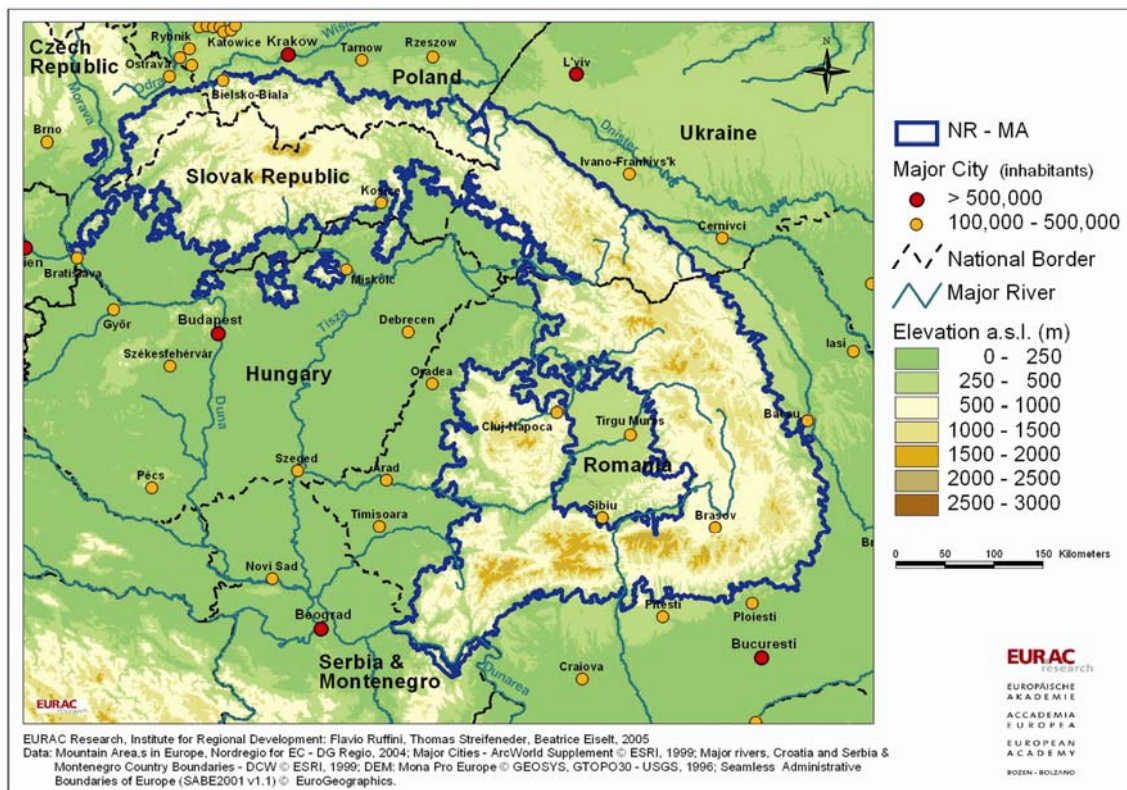 Czech
Republic
Rybnik
Katowice
Krakow
Wisla
Tarnow
Rzeszow
Ostrava
Odra
Poland
L'yiv
N
Bielsko-Biala
Morava
Brno
Ukraine
Dninster
Ivano-Frankivs'k
Slovak Republic
Kosice
Cernivci
ien
Bratislava
Miskolc
Györ
Budapest
Tisza
Debrecen
Iasi
Székesfehérvár
Hungary
Oradea
Duna
Cluj-Napoca
Tirgu Mures
Bacau
Romania
Szeged
Arad
Pécs
Sibiu
Brasov
Timisoara
Br
Novi Sad
Beograd
Pitesti
Ploiesti
Bucuresti
Serbia &
Montenegro
Dunarea
Craiova
EURAC
research
NR - MA
Major City (inhabitants)
> 500,000
100,000 - 500,000
National Border
Major River
Elevation a.s.l. (m)
0 - 250
250 - 500
500 - 1000
1000 - 1500
1500 - 2000
2000 - 2500
2500 - 3000
0 50 100 150 Kilometers
EURAC
research
EUROPÄISCHE
AKADEMIE
ACCADEMIA
EUROPEA
EUROPEAN
ACADEMY
BOZEN - BOLZANO
EURAC Research, Institute for Regional Development: Flavio Ruffini, Thomas Streifeneder, Beatrice Eiselt, 2005
Data: Mountain Area,s in Europe, Nordregio for EC - DG Regio, 2004; Major Cities - ArcWorld Supplement © ESRI, 1999; Major rivers, Croatia and Serbia &
Montenegro Country Boundaries - DCW © ESRI, 1999; DEM: Mona Pro Europe © GEOSYS, GTOPO30 - USGS, 1996; Seamless Administrative
Boundaries of Europe (SABE2001 v1.1) © EuroGeographics.